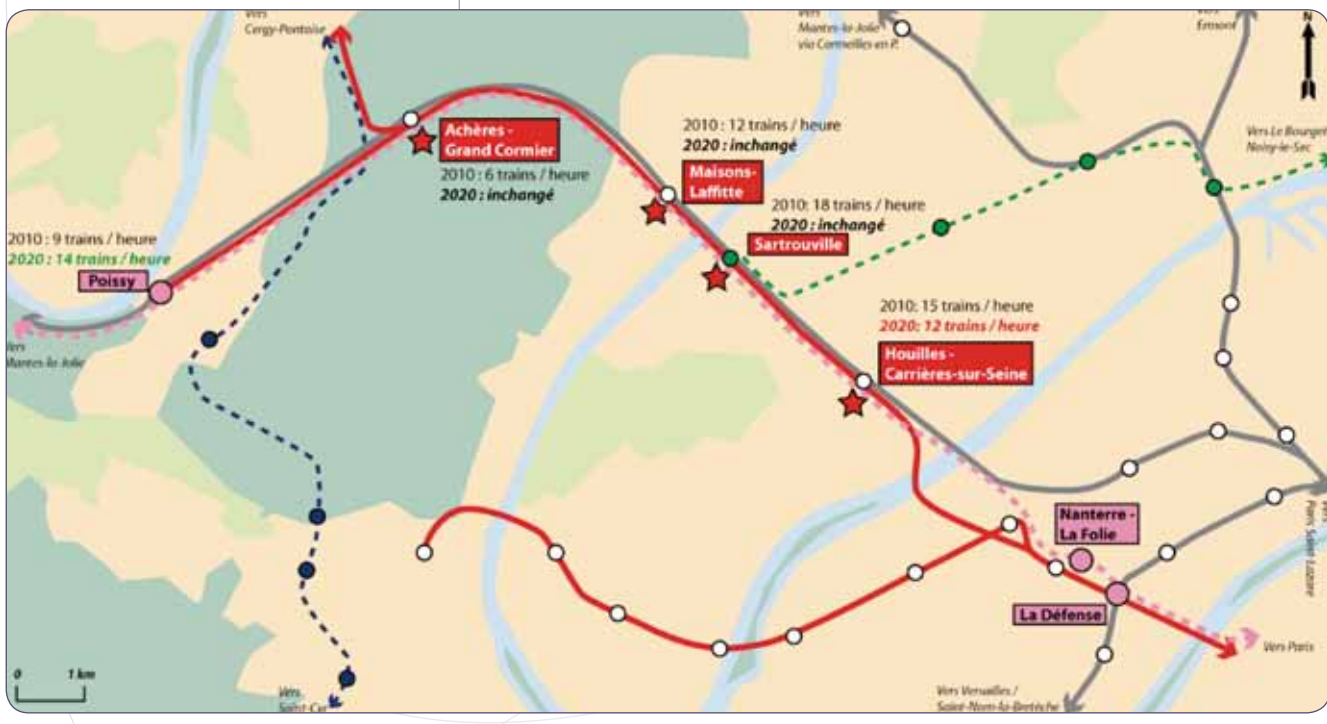 Vers
Cergy-Pontoise
Vers
Mantes-la-Jolie
via Cormeilles en P.
Vers
Ermont
N
Vers Le Bourget
Noisy-le-Sec
Achères -
Grand Cormier
2010 : 6 trains / heure
2020 : inchangé
2010 : 12 trains / heure
2020 : inchangé
Maisons-
Laffitte
2010: 18 trains / heure
2020 : inchangé
Sartrouville
2010 : 9 trains / heure
2020 : 14 trains / heure
Poissy
Vers
Mantes-la-Jolie
2010: 15 trains / heure
2020: 12 trains / heure
Houilles -
Carrières-sur-Seine
Nanterre -
La Folie
La Défense
Vers
Paris Saint-Lazare
Vers Paris
0 1 km
Vers
Saint-Cyr
Vers Versailles /
Saint-Nom-la-Bretèche